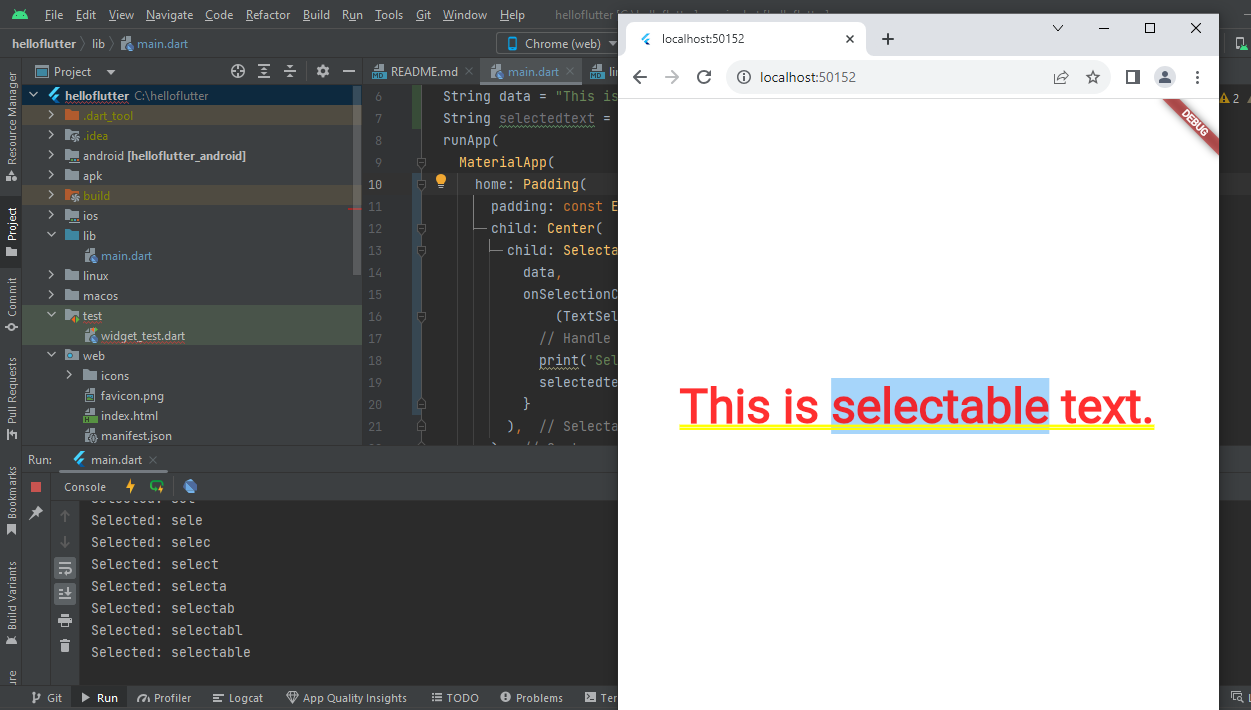 File Edit View Navigate Code Refactor Build Run Tools Git Window Help
helloflutter lib main.dart
Chrome (web)
localhost:50152
localhost:50152
DEBUG
Project
README.md
main.dart
2
Resource Manager
Project
Commit
Pull Requests
Bookmarks
Build Variants
helloflutter C:\helloflutter
.dart_tool
.idea
android [helloflutter_android]
apk
build
ios
lib
main.dart
linux
macos
test
widget_test.dart
web
icons
favicon.png
index.html
manifest.json
6 String data = "This is
7 String selectedtext =
8 runApp(
9 MaterialApp(
10 home: Padding(
11 padding: const E
12 child: Center(
13 child: Selecta
14 data,
15 onSelectionC
16 (TextSel
17 // Handle
18 print('Sel
19 selectedte
20 }
21 ), // Selecta
This is selectable text.
Run: main.dart
Console
Selected: sele
Selected: selec
Selected: select
Selected: selecta
Selected: selectab
Selected: selectabl
Selected: selectable
Git Run Profiler Logcat App Quality Insights TODO Problems Ter